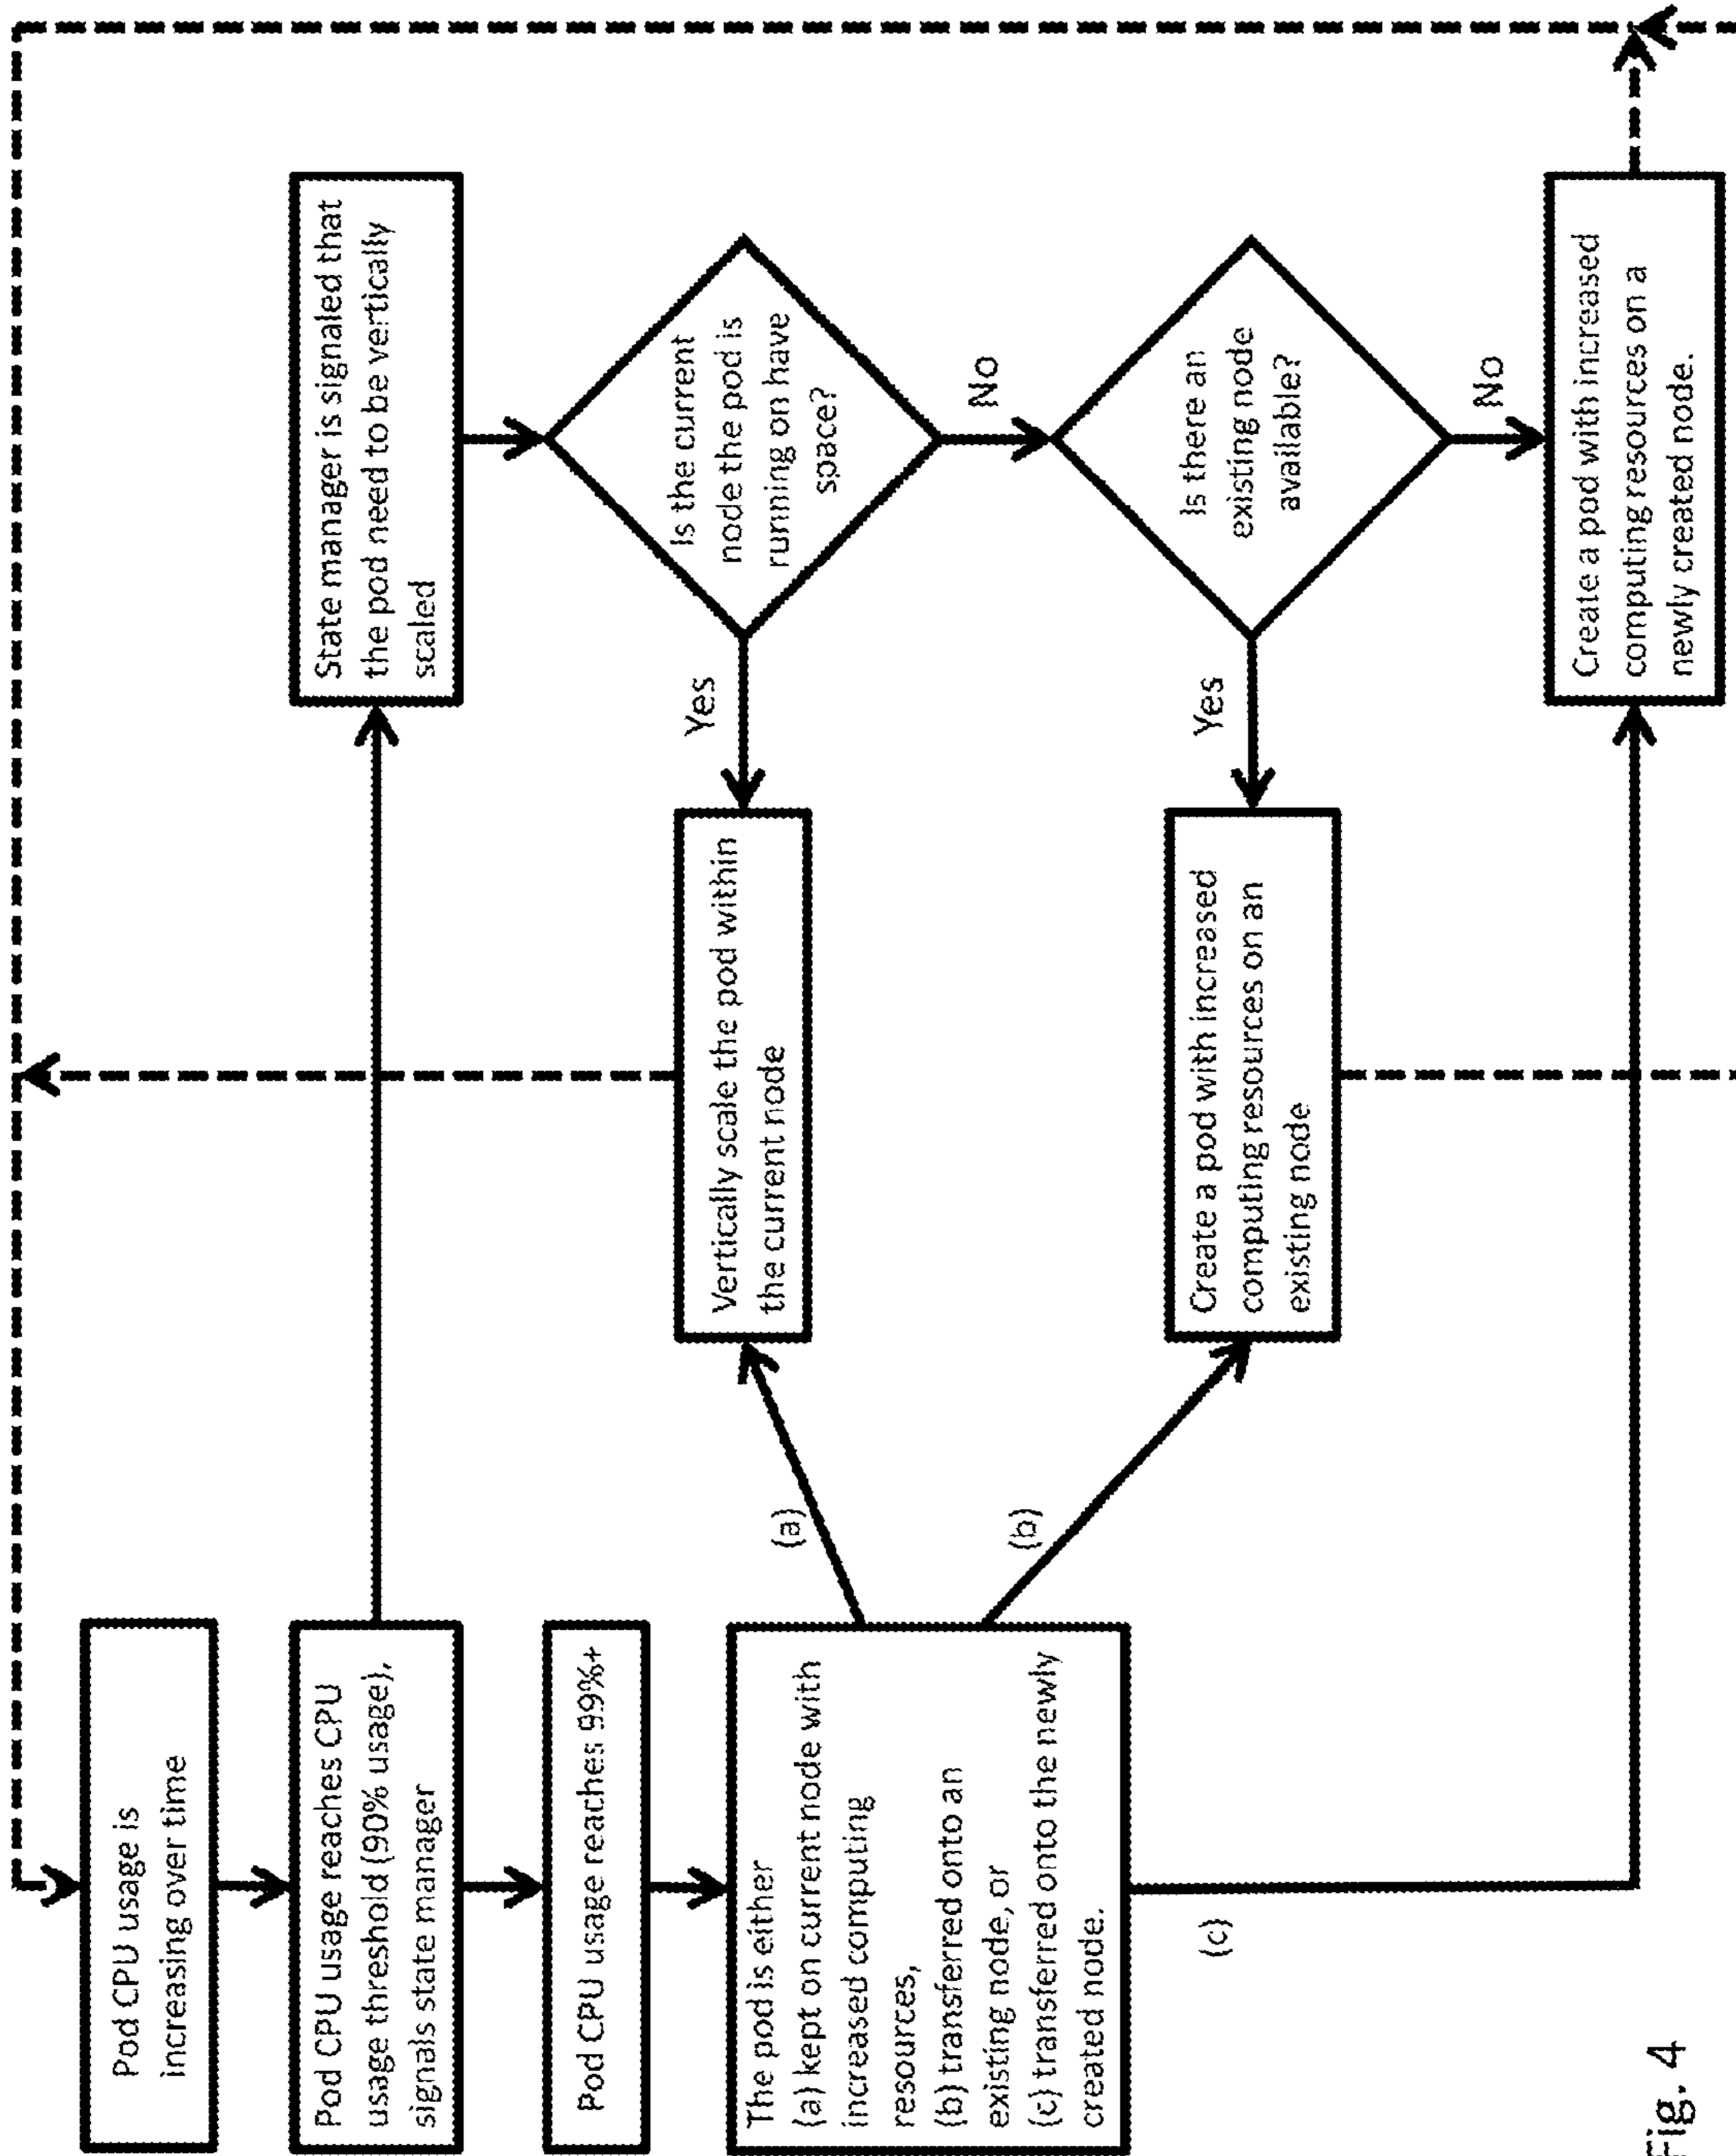 Pod CPU usage is
increasing over time
Pod CPU usage reaches CPU
usage threshold (90% usage),
signals state manager
Pod CPU usage reaches 99%+
The pod is either
(a) kept on current node with
increased computing
resources,
(b) transferred onto an
existing node, or
(c) transferred onto the newly
created node.
(a)
(b)
(c)
Vertically scale the pod within
the current node
Create a pod with increased
computing resources on an
existing node
State manager is signaled that
the pod need to be vertically
scaled
Is the current
node the pod is
running on have
space?
Yes
No
Is there an
existing node
available?
Yes
No
Create a pod with increased
computing resources on a
newly created node.
Fig. 4